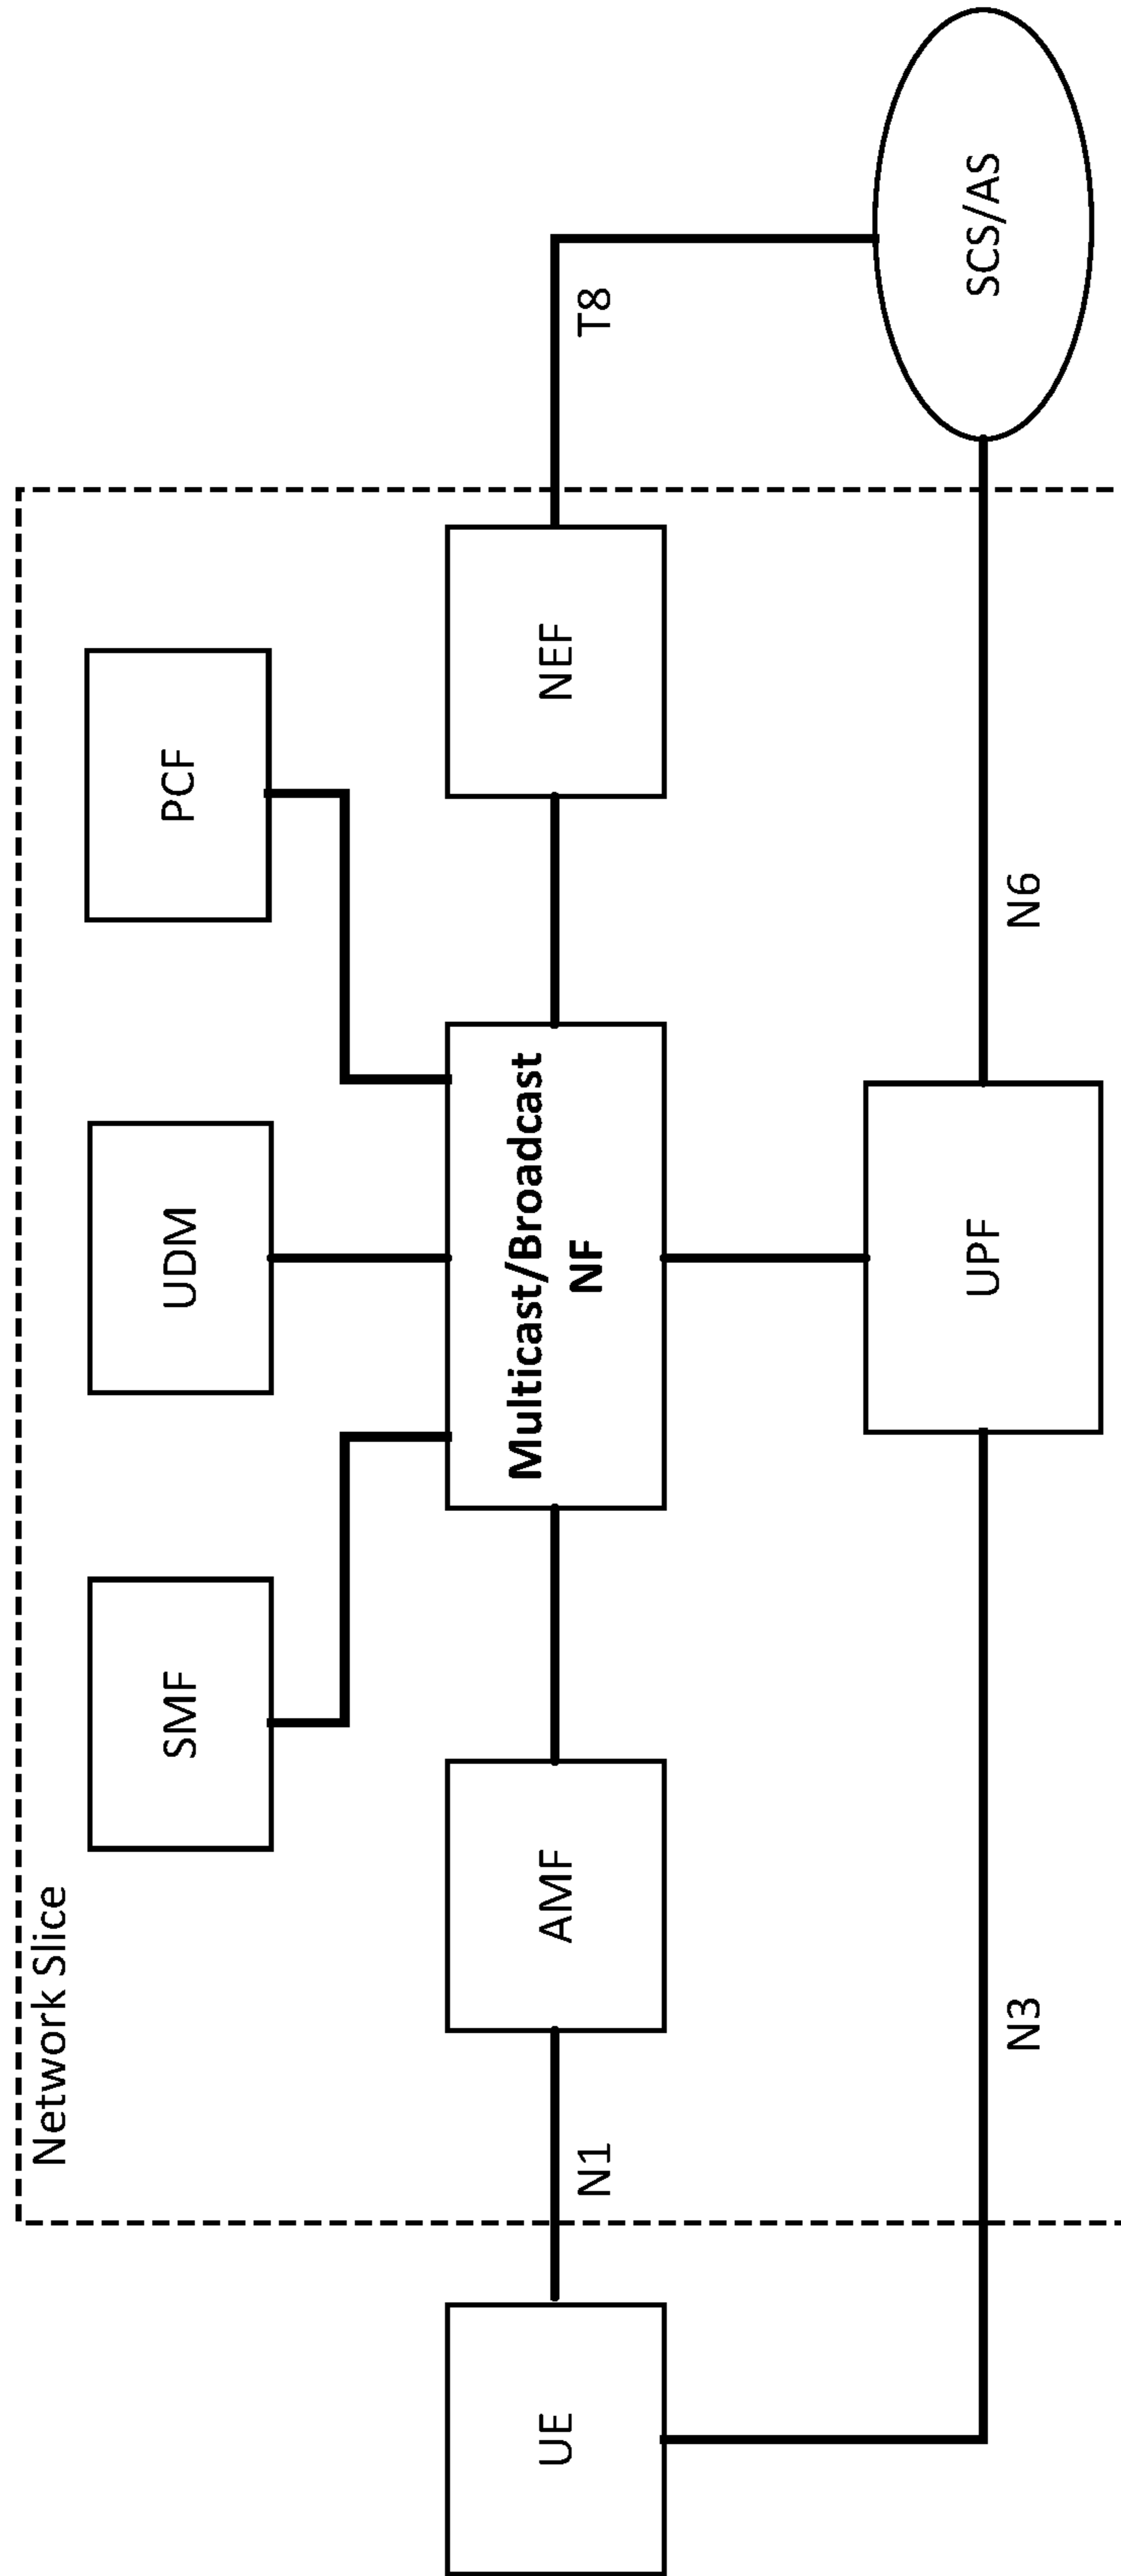 Network Slice
SMF
UDM
PCF
UE
N1
AMF
Multicast/Broadcast
NF
NEF
T8
N3
UPF
N6
SCS/AS